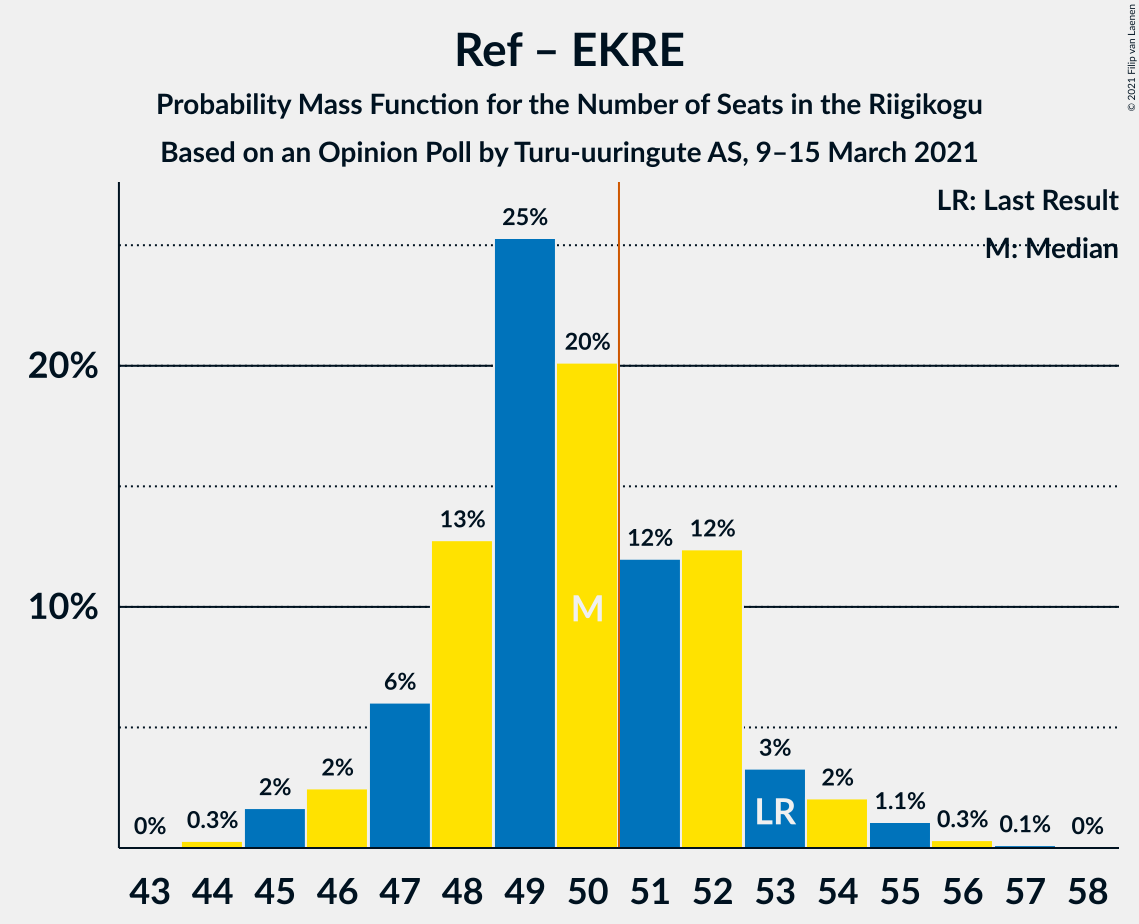 Ref – EKRE
Probability Mass Function for the Number of Seats in the Riigikogu
Based on an Opinion Poll by Turu-uuringute AS, 9–15 March 2021
© 2021 Filip van Laenen
LR: Last Result
M: Median
25%
20%
20%
13%
12%
12%
10%
M
6%
3%
2%
2%
2%
1.1%
LR
0%
0.3%
0.3%
0.1%
0%
43 44 45 46 47 48 49 50 51 52 53 54 55 56 57 58